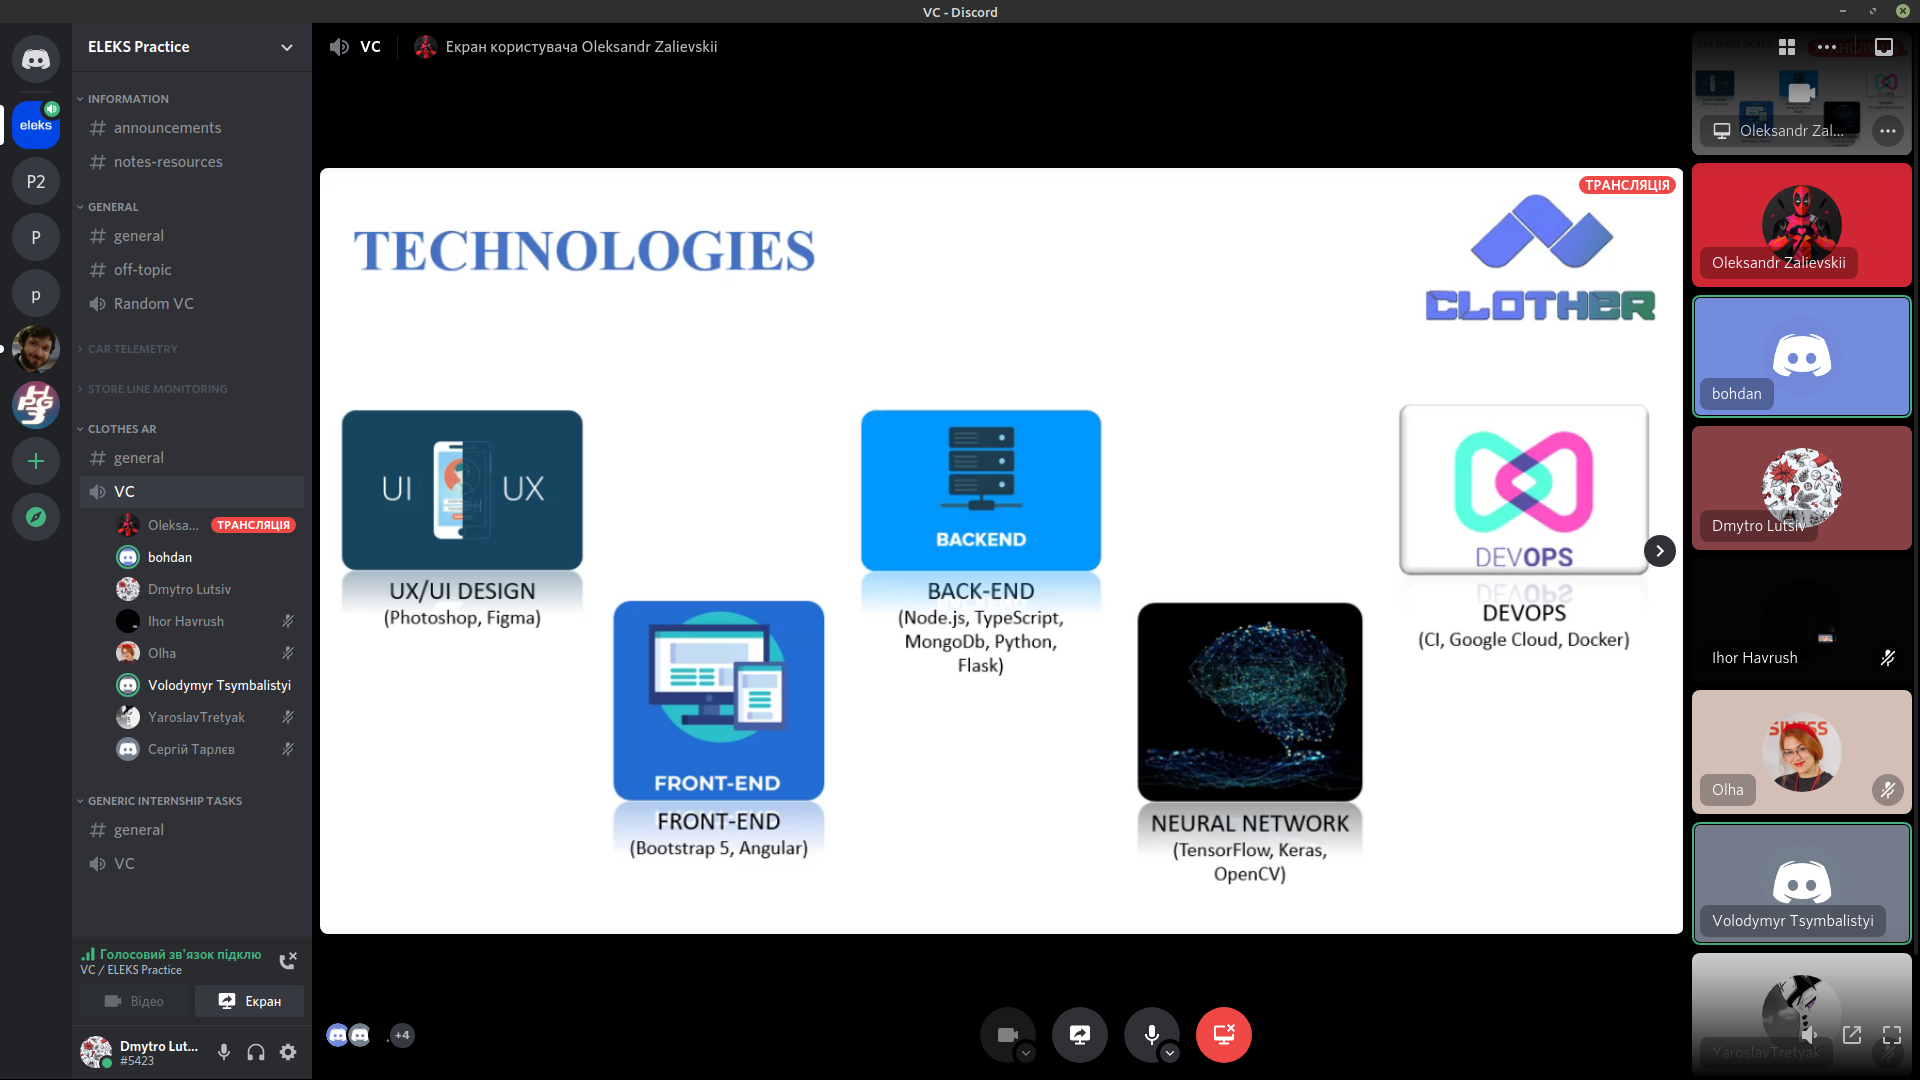 VC - Discord
ELEKS Practice
INFORMATION
announcements
notes-resources
GENERAL
general
off-topic
Random VC
CAR TELEMETRY
STORE LINE MONITORING
CLOTHES AR
general
VC
Oleksa... ТРАНСЛЯЦІЯ
bohdan
Dmytro Lutsiv
Ihor Havrush
Olha
Volodymyr Tsymbalistyi
YaroslavTretyak
Сергій Тарлєв
GENERIC INTERNSHIP TASKS
general
VC
Голосовий зв'язок підклю
VC / ELEKS Practice
Відео
Екран
Dmytro Lut...
#5423
eleks
P2
P
p
VC
Екран користувача Oleksandr Zalievskii
ТРАНСЛЯЦІЯ
TECHNOLOGIES
CLOTHER
UI UX
UX/UI DESIGN
(Photoshop, Figma)
FRONT-END
FRONT-END
(Bootstrap 5, Angular)
BACKEND
BACK-END
(Node.js, TypeScript,
MongoDb, Python,
Flask)
NEURAL NETWORK
(TensorFlow, Keras,
OpenCV)
DEVOPS
DEVOPS
(CI, Google Cloud, Docker)
+4
Oleksandr Zal...
Oleksandr Zalievskii
bohdan
Dmytro Lutsiv
Ihor Havrush
Olha
Volodymyr Tsymbalistyi
YaroslavTretyak